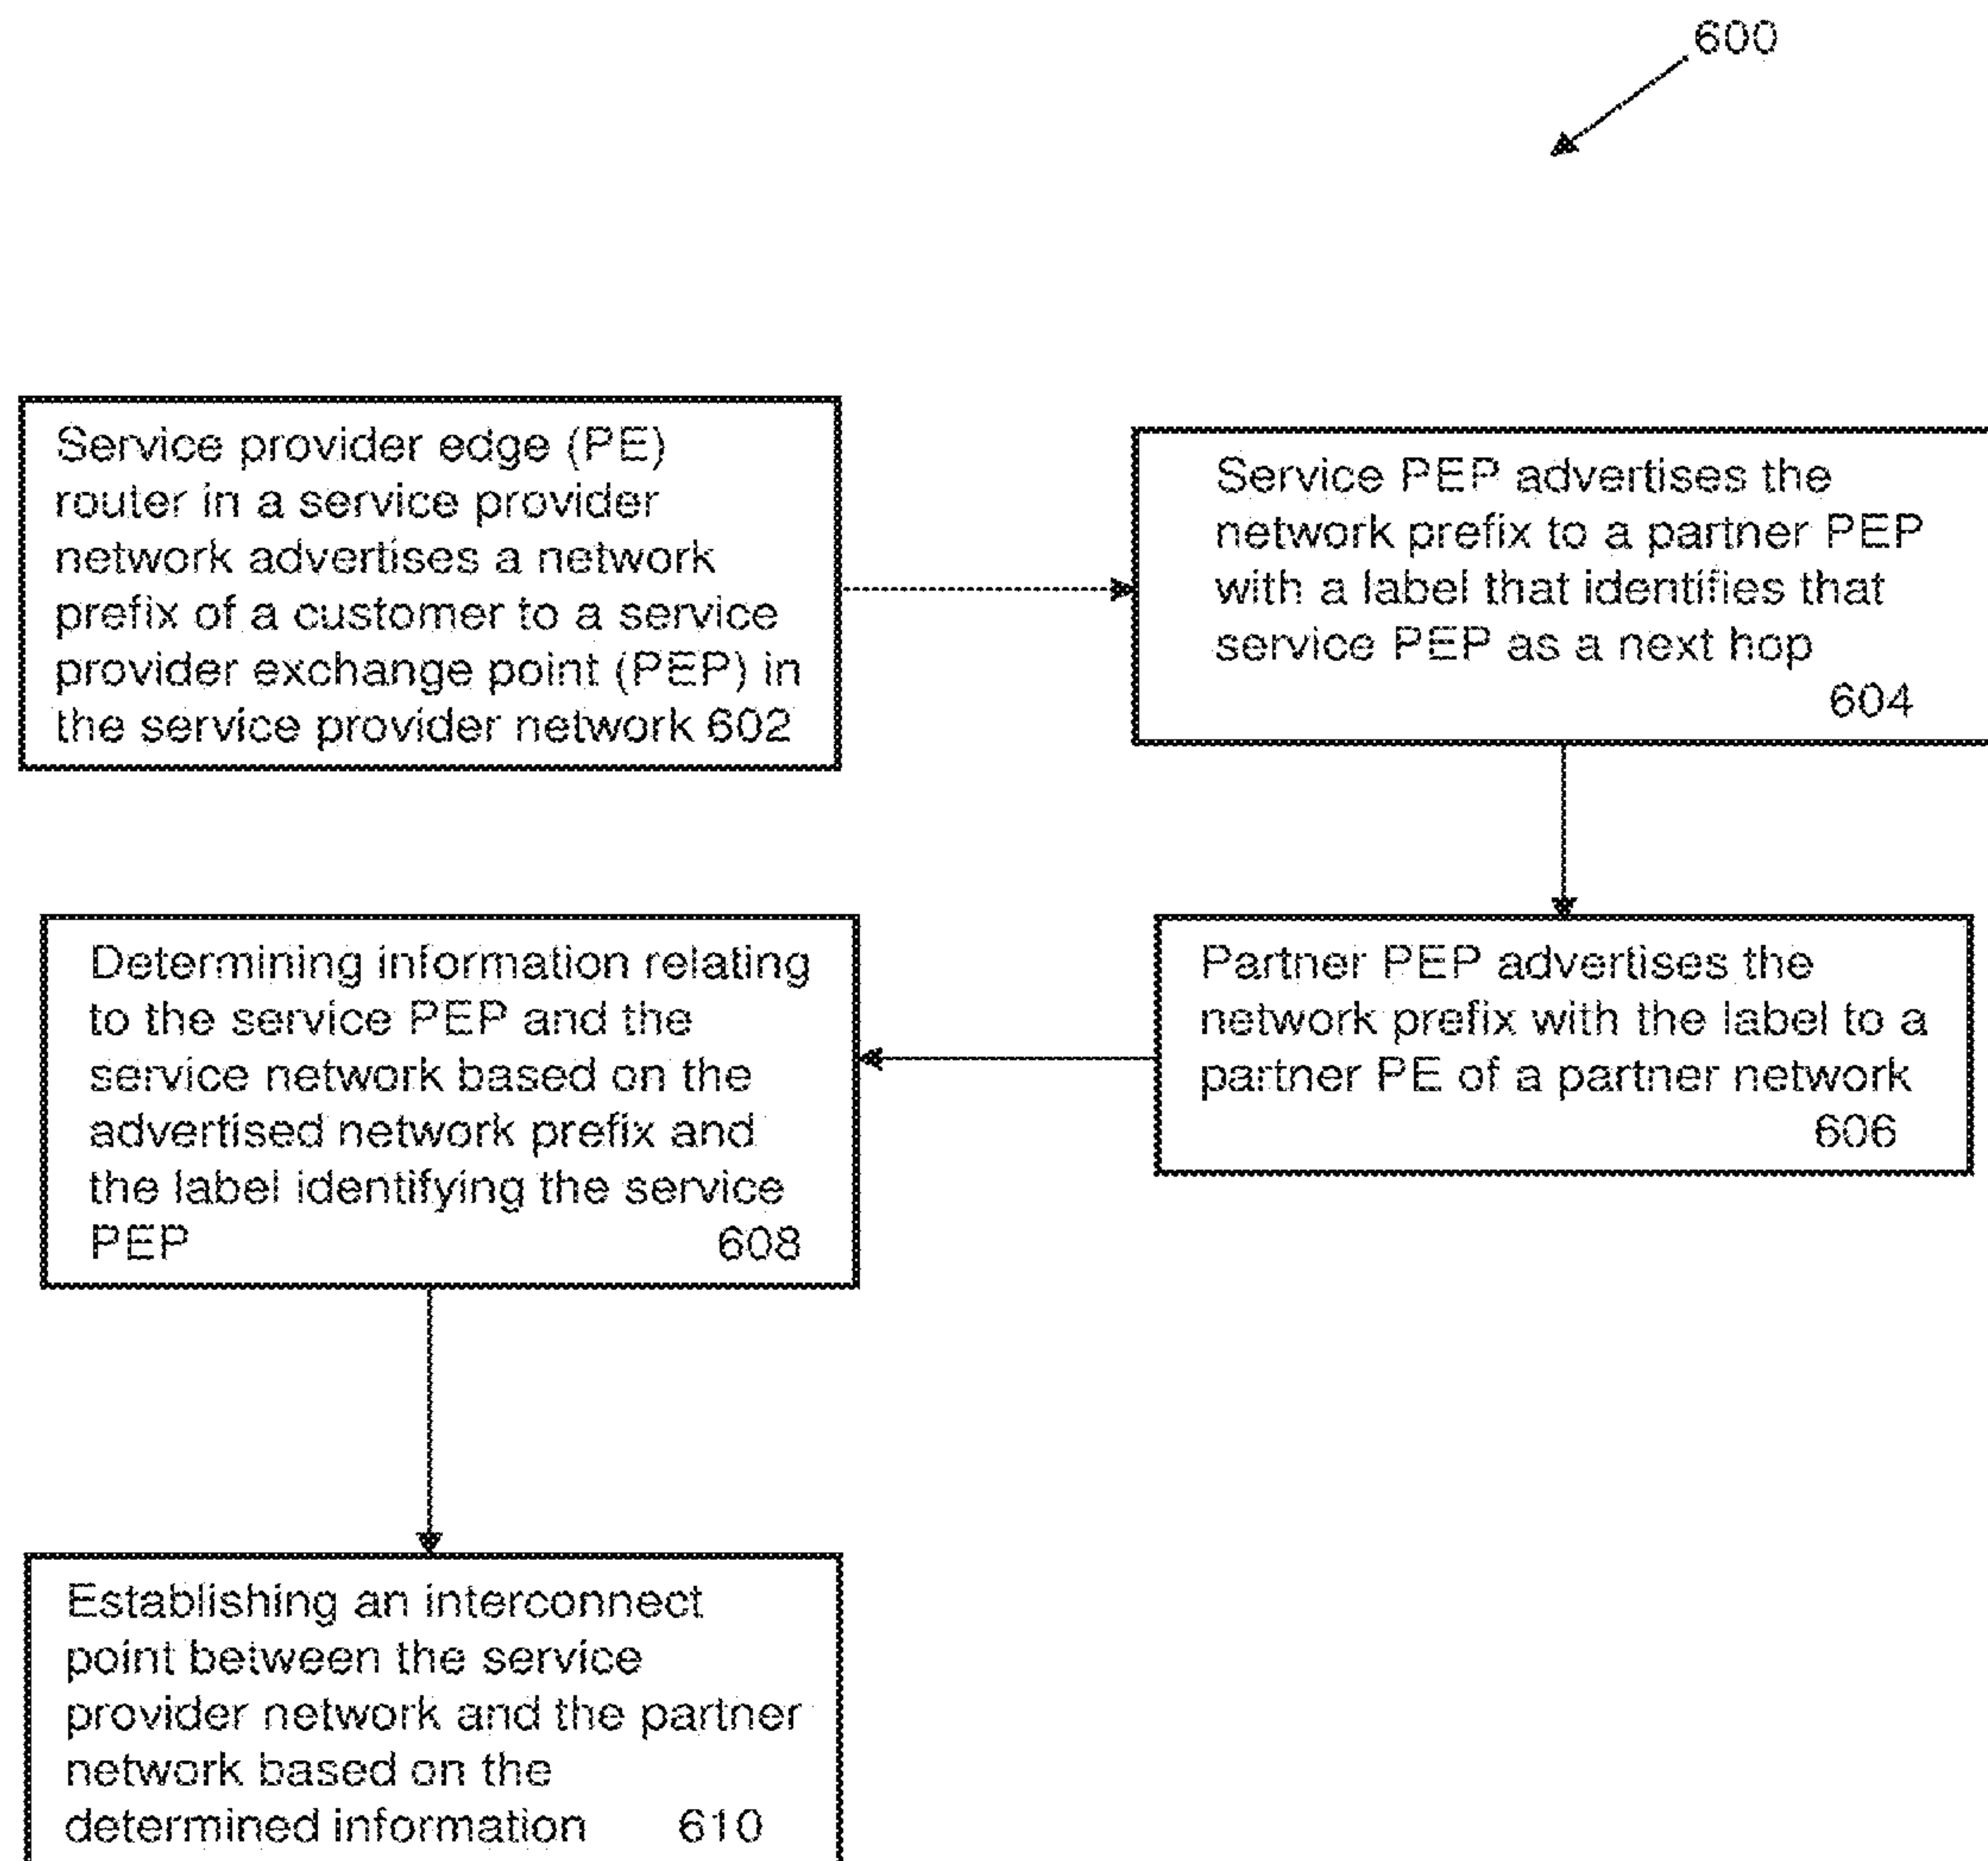 600
Service provider edge (PE)
router in a service provider
network advertises a network
prefix of a customer to a service
provider exchange point (PEP) in
the service provider network 602
Service PEP advertises the
network prefix to a partner PEP
with a label that identifies that
service PEP as a next hop
604
Partner PEP advertises the
network prefix with the label to a
partner PE of a partner network
606
Determining information relating
to the service PEP and the
service network based on the
advertised network prefix and
the label identifying the service
PEP 608
Establishing an interconnect
point between the service
provider network and the partner
network based on the
determined information 610